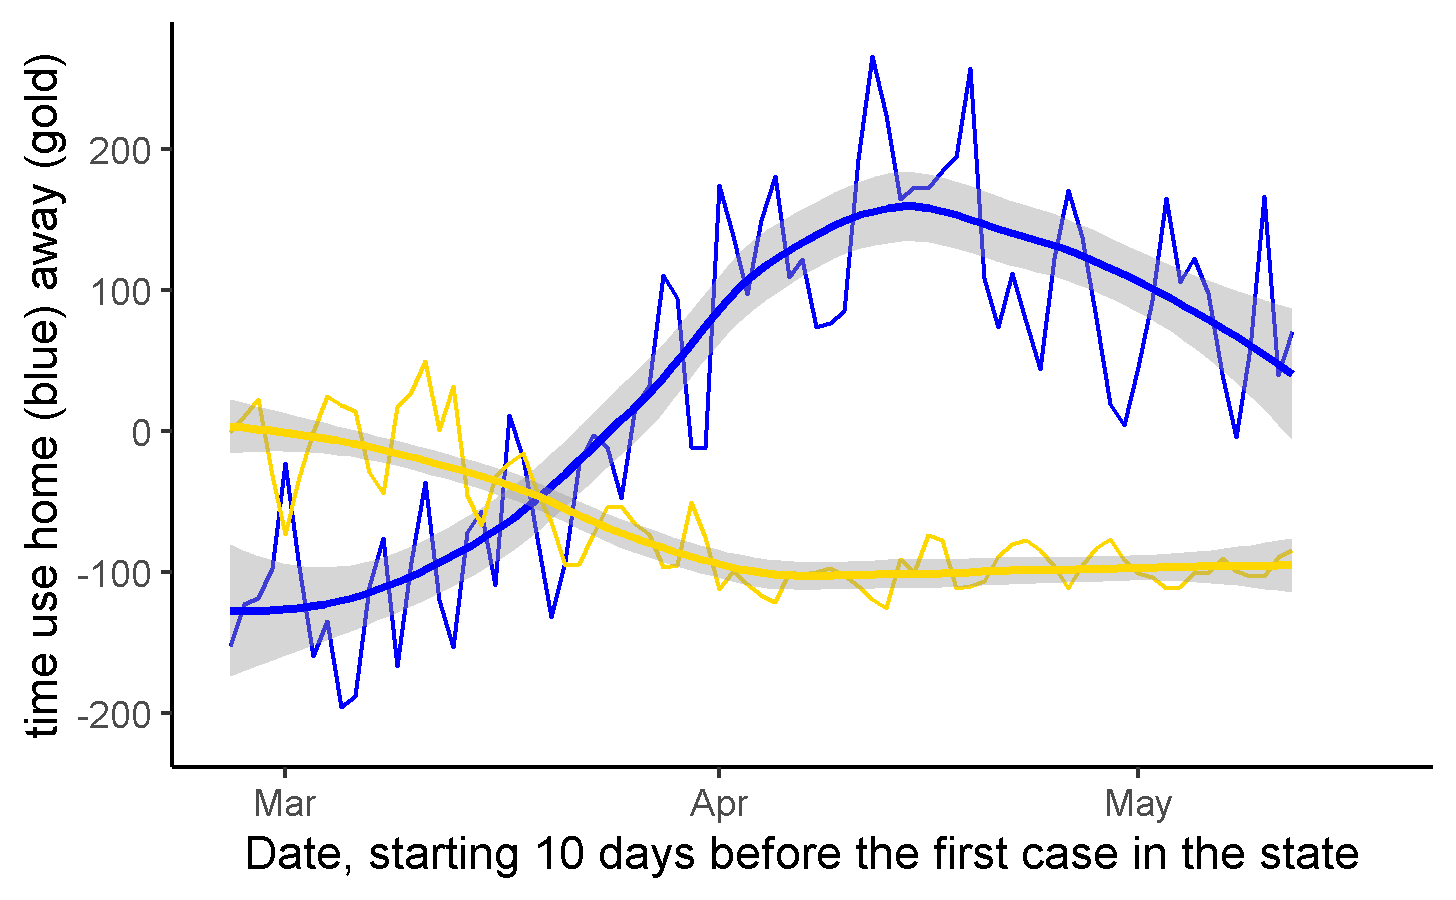 time use home (blue) away (gold)
200
100
0
-100
-200
Mar Apr May
Date, starting 10 days before the first case in the state